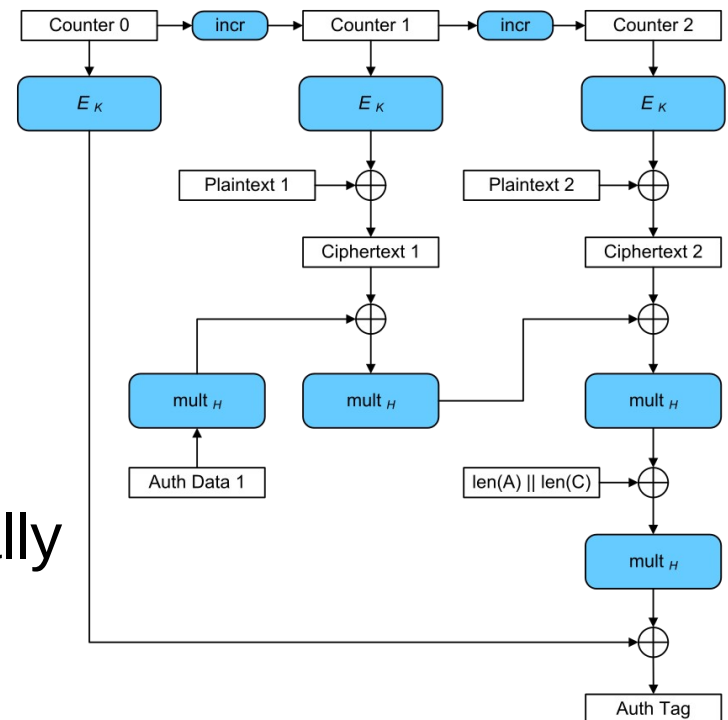 Counter 0
incr
Counter 1
incr
Counter 2
E K
E K
E K
Plaintext 1
Plaintext 2
Ciphertext 1
Ciphertext 2
mult H
mult H
mult H
Auth Data 1
len(A) || len(C)
lly
mult H
Auth Tag